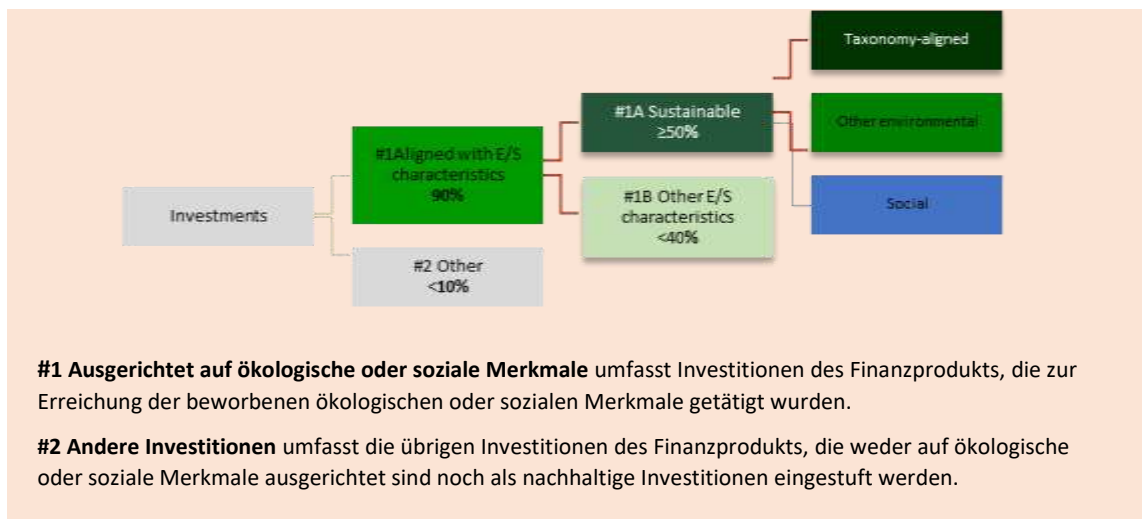 Taxonomy-aligned
#1A Sustainable
≥50%
Other environmental
#1Aligned with E/S
characteristics
90%
#1B Other E/S
characteristics
<40%
Social
Investments
#2 Other
<10%
#1 Ausgerichtet auf ökologische oder soziale Merkmale umfasst Investitionen des Finanzprodukts, die zur
Erreichung der beworbenen ökologischen oder sozialen Merkmale getätigt wurden.
#2 Andere Investitionen umfasst die übrigen Investitionen des Finanzprodukts, die weder auf ökologische
oder soziale Merkmale ausgerichtet sind noch als nachhaltige Investitionen eingestuft werden.